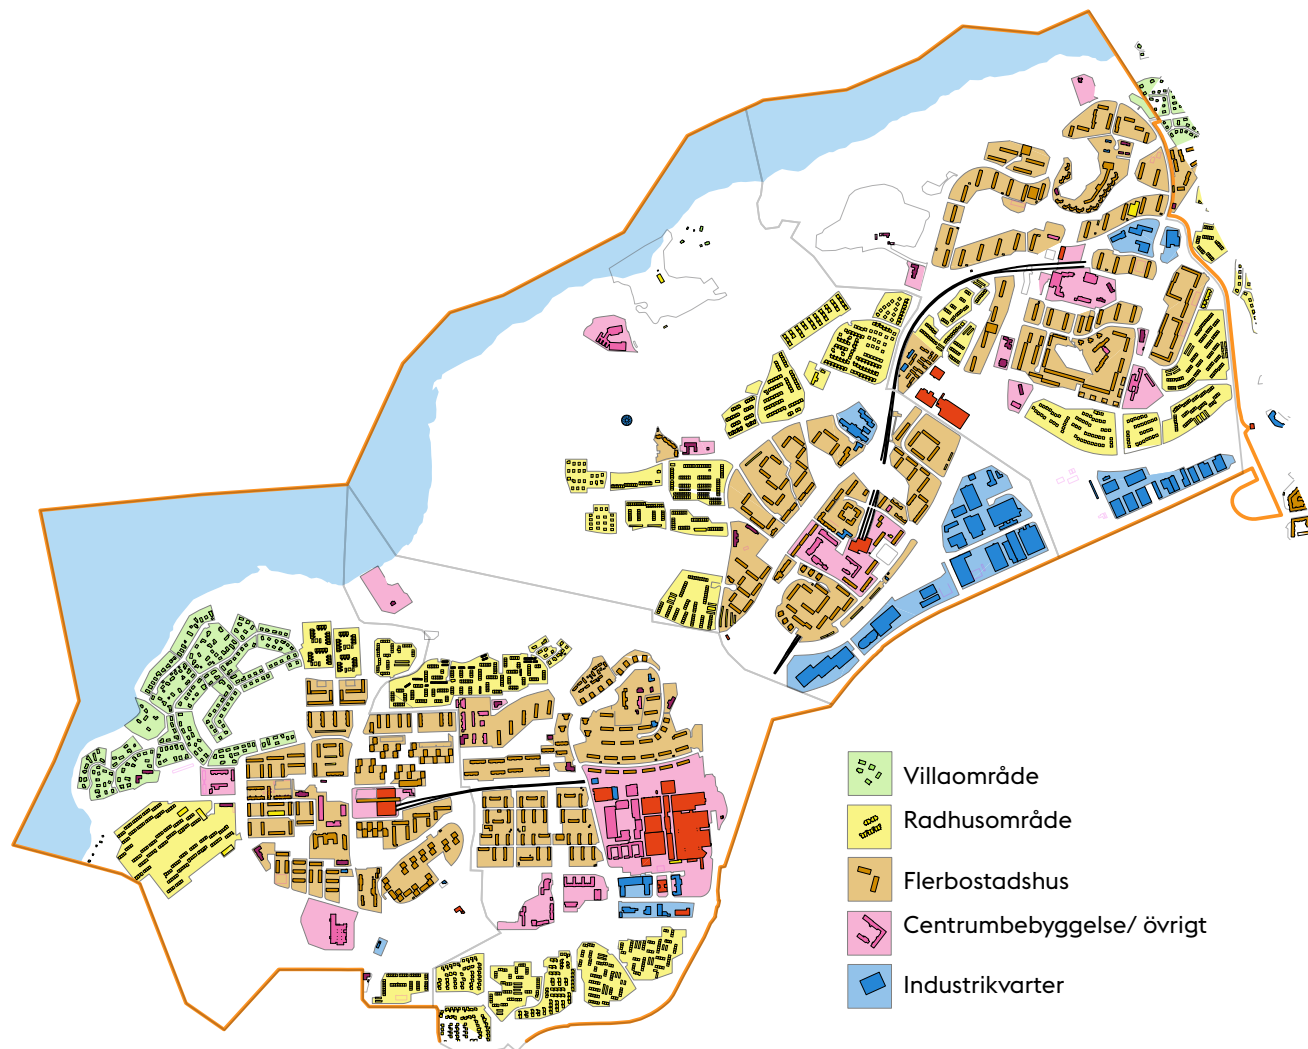 Villaområde
Radhusområde
Flerbostadshus
Centrumbebyggelse/ övrigt
Industrikvarter